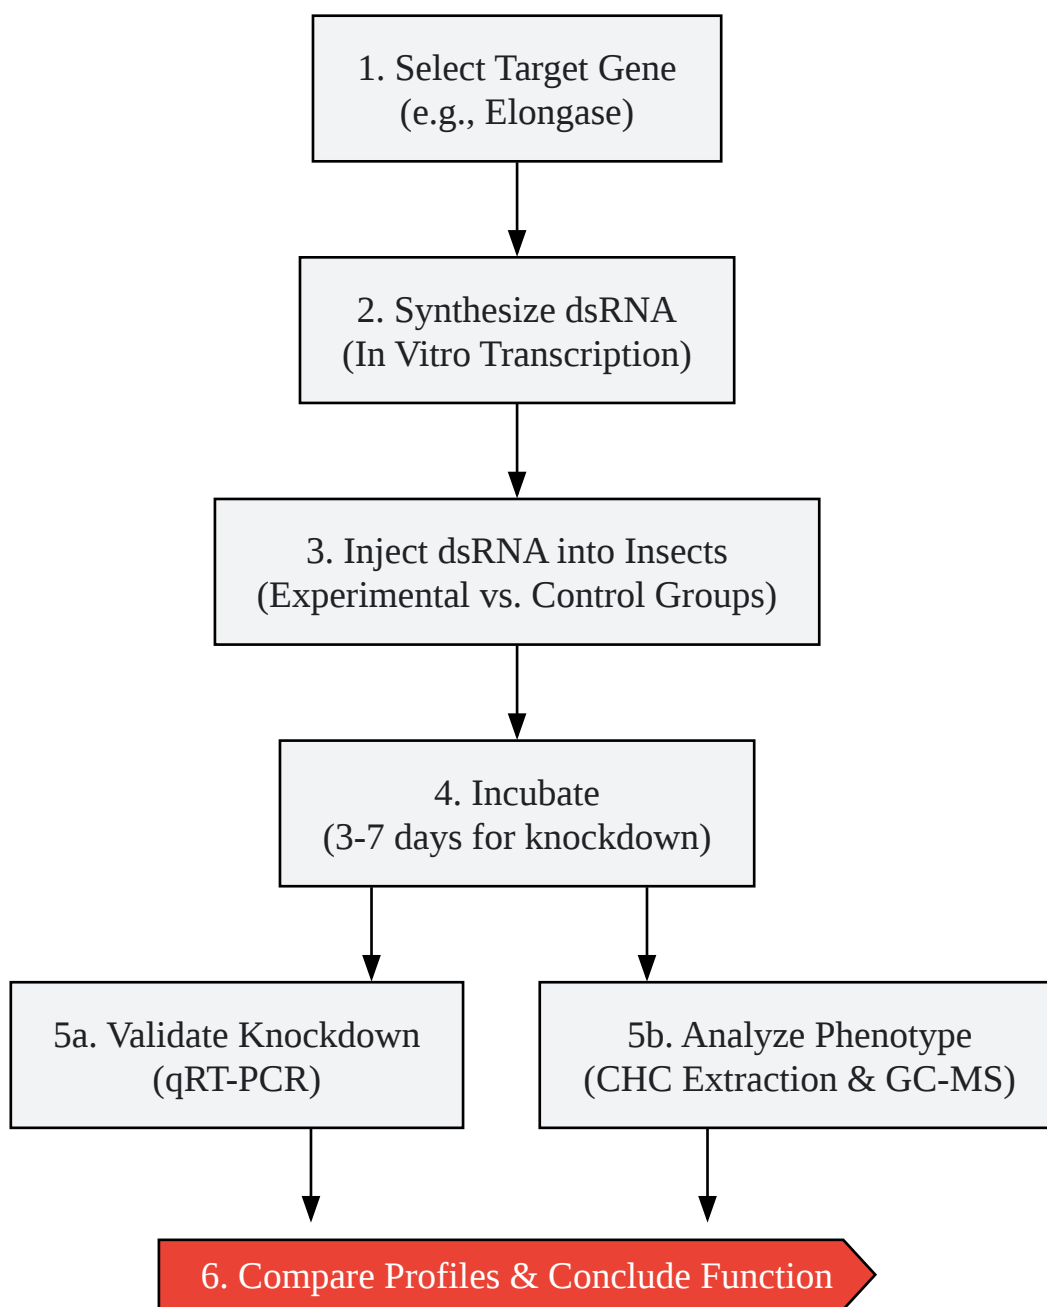 1. Select Target Gene
(e.g., Elongase)
2. Synthesize dsRNA
(In Vitro Transcription)
3. Inject dsRNA into Insects
(Experimental vs. Control Groups)
4. Incubate
(3-7 days for knockdown)
5a. Validate Knockdown
(qRT-PCR)
5b. Analyze Phenotype
(CHC Extraction & GC-MS)
6. Compare Profiles & Conclude Function